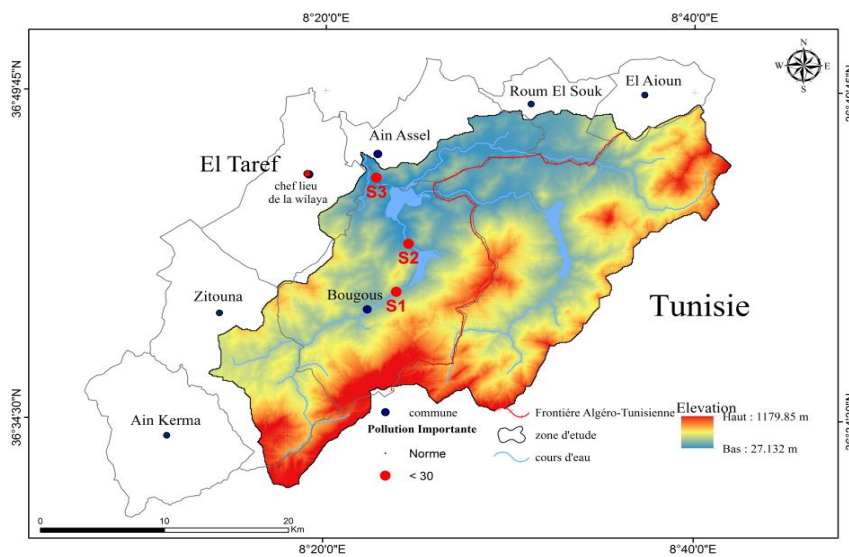 8°20'0"E
8°40'0"E
36°49'45"N
N
W
E
S
El Aioun
Roum El Souk
Ain Assel
El Taref
chef lieu
de la wilaya
S3
S2
Zitouna
Bougous
S1
Tunisie
36°34'30"N
Ain Kerma
commune
Pollution Importante
Norme
< 30
Frontiére Algéro-Tunisienne
zone d'etude
cours d'eau
Elevation
Haut : 1179.85 m
Bas : 27.132 m
0
10
20
Km
8°20'0"E
8°40'0"E